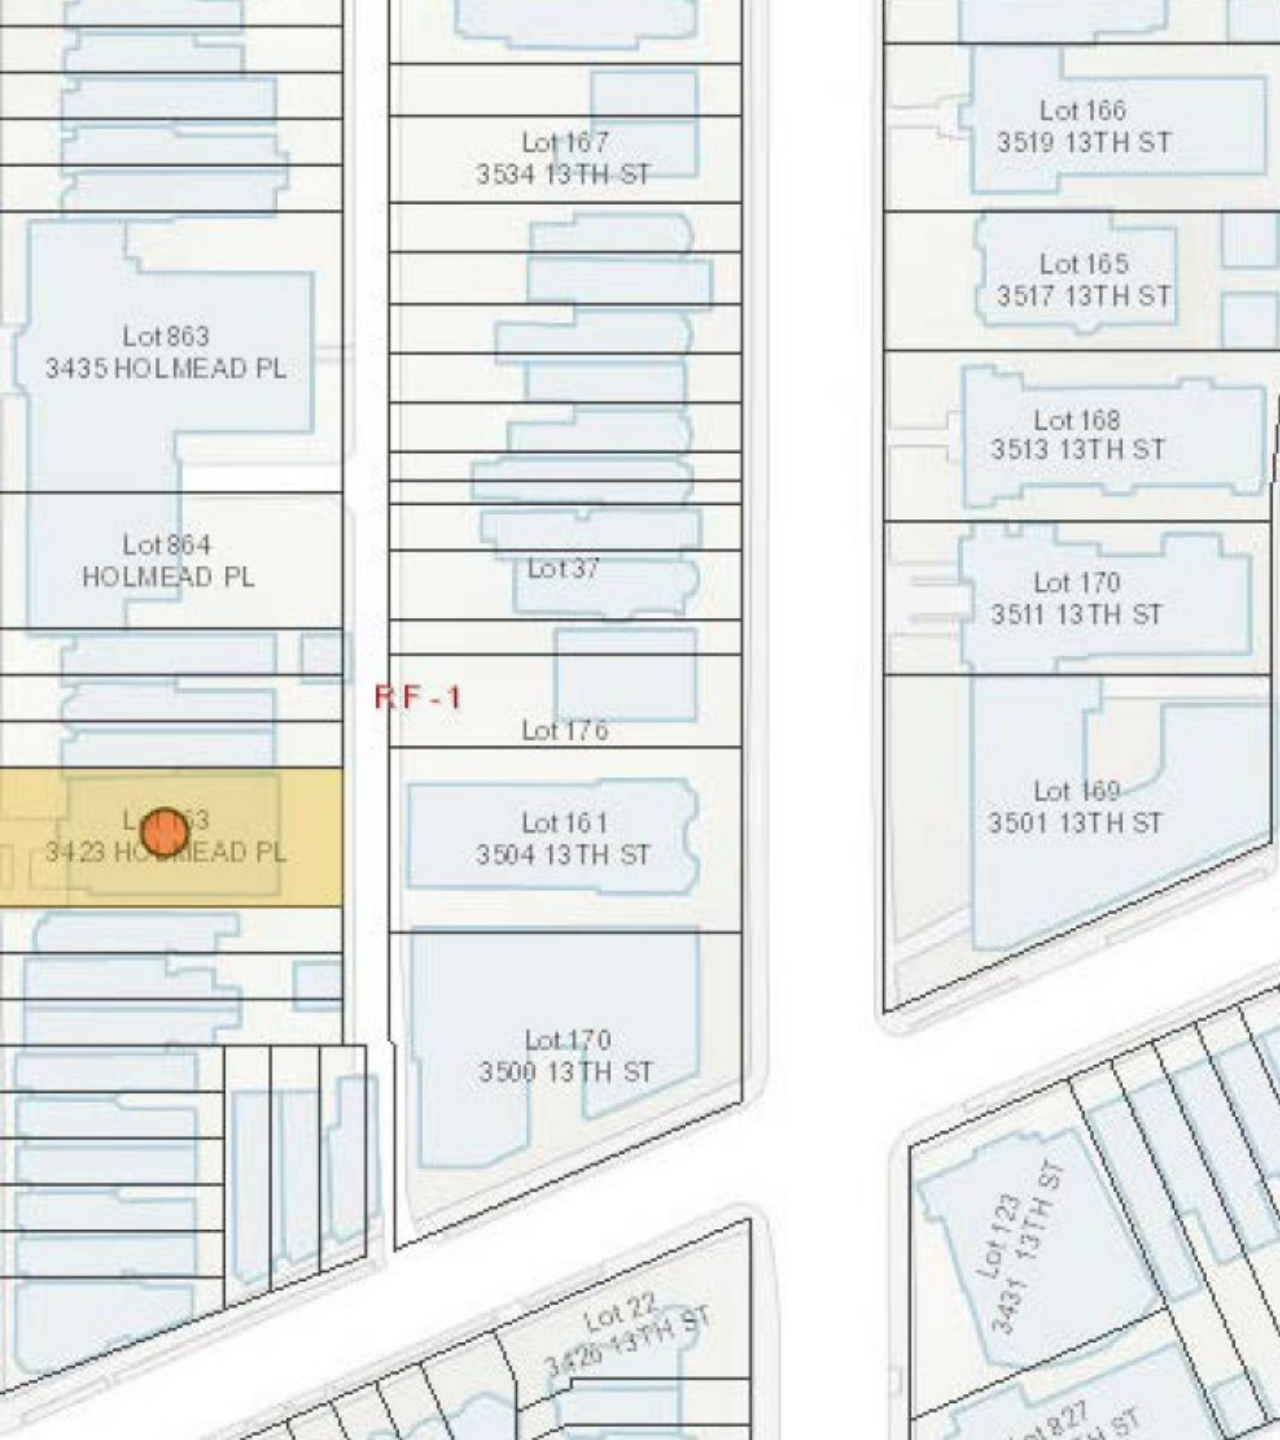 Lot 166
3519 13TH ST
Lot 167
3534 13TH ST
Lot 165
3517 13TH ST
Lot 863
3435 HOLMEAD PL
Lot 168
3513 13TH ST
Lot 864
HOLMEAD PL
Lot 37
Lot 170
3511 13TH ST
RF-1
Lot 176
Lot 169
3501 13TH ST
3423 HOLMEAD PL
Lot 161
3504 13TH ST
Lot 170
3500 13TH ST
Lot 123
3431 13TH ST
Lot 22
3426 13TH ST